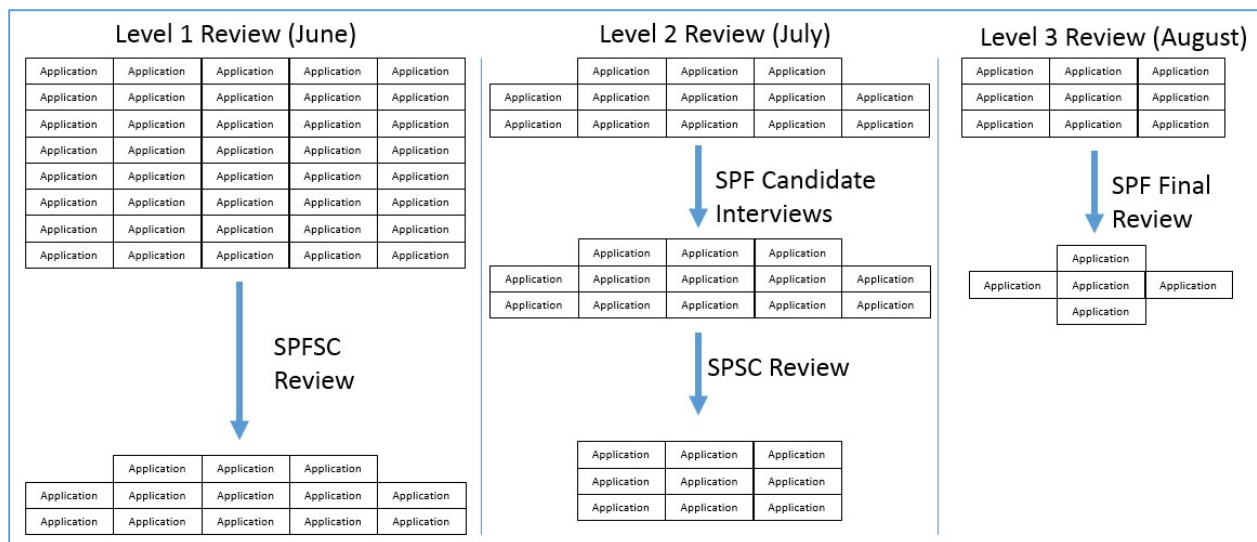 Level 1 Review (June)
Application Application Application Application Application
Application Application Application Application Application
Application Application Application Application Application
Application Application Application Application Application
Application Application Application Application Application
Application Application Application Application Application
Application Application Application Application Application
Application Application Application Application Application
SPFSC
Review
Application Application Application
Application Application Application Application Application
Application Application Application Application Application
Level 2 Review (July)
Application Application Application
Application Application Application Application Application
Application Application Application Application Application
SPF Candidate
Interviews
Application Application Application
Application Application Application Application Application
Application Application Application Application Application
SPSC Review
Application Application Application
Application Application Application
Application Application Application
Level 3 Review (August)
Application Application Application
Application Application Application
Application Application Application
SPF Final
Review
Application
Application Application Application
Application